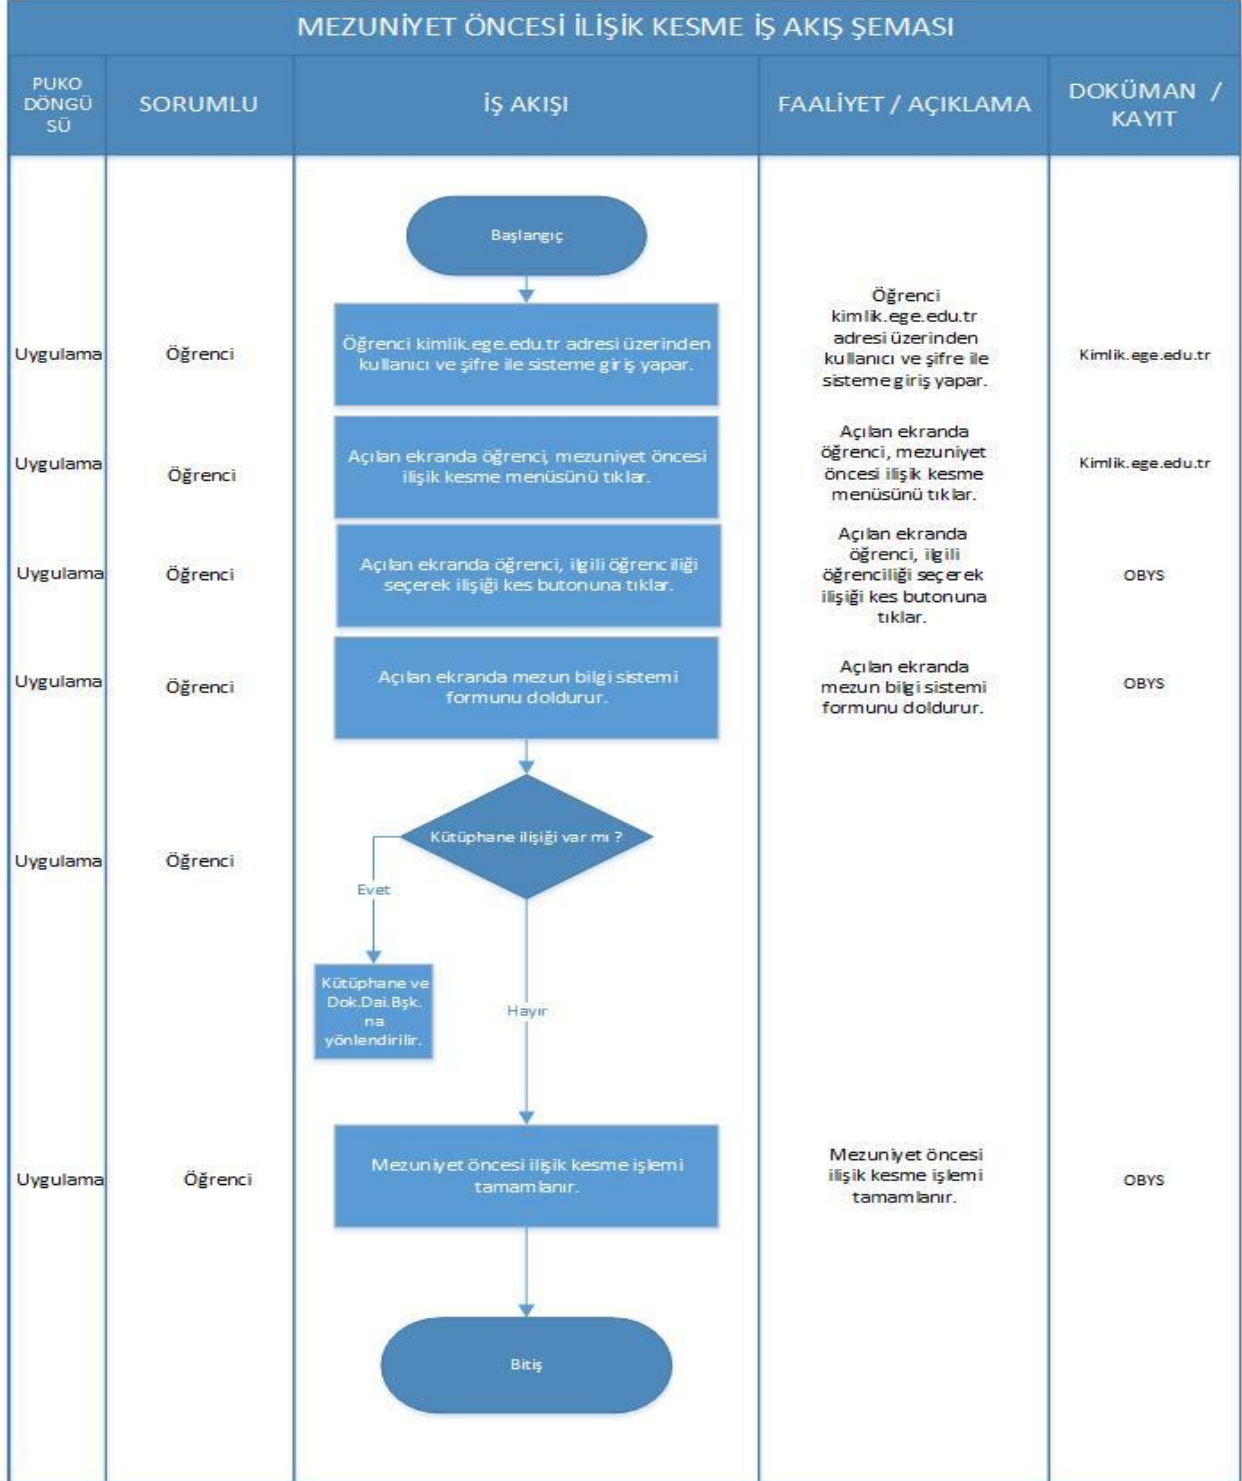 MEZUNİYET ÖNCESİ İLİŞİK KESME İŞ AKIŞ ŞEMASI
PUKO
DÖNGÜ
SÜ
SORUMLU
İŞ AKIŞI
FAALİYET / AÇIKLAMA
DOKÜMAN /
KAYIT
Başlangıç
Uygulama
Öğrenci
Öğrenci kimlik.ege.edu.tr adresi üzerinden
kullanıcı ve şifre ile sisteme giriş yapar.
Öğrenci
kimlik.ege.edu.tr
adresi üzerinden
kullanıcı ve şifre ile
sisteme giriş yapar.
Kimlik.ege.edu.tr
Uygulama
Öğrenci
Açılan ekranda öğrenci, mezuniyet öncesi
ilişik kesme menüsünü tıklar.
Açılan ekranda
öğrenci, mezuniyet
öncesi ilişik kesme
menüsünü tıklar.
Kimlik.ege.edu.tr
Uygulama
Öğrenci
Açılan ekranda öğrenci, ilgili öğrenciliği
seçerek ilişiği kes butonuna tıklar.
Açılan ekranda
öğrenci, ilgili
öğrenciliği seçerek
ilişiği kes butonuna
tıklar.
OBYS
Uygulama
Öğrenci
Açılan ekranda mezun bilgi sistemi
formunu doldurur.
Açılan ekranda
mezun bilgi sistemi
formunu doldurur.
OBYS
Uygulama
Öğrenci
Kütüphane ilişiği var mı ?
Evet
Kütüphane ve
Dok.Dai.Bşk.
na
yönlendirilir.
Hayır
Uygulama
Öğrenci
Mezuniyet öncesi ilişik kesme işlemi
tamamlanır.
Mezuniyet öncesi
ilişik kesme işlemi
tamamlanır.
OBYS
Bitiş